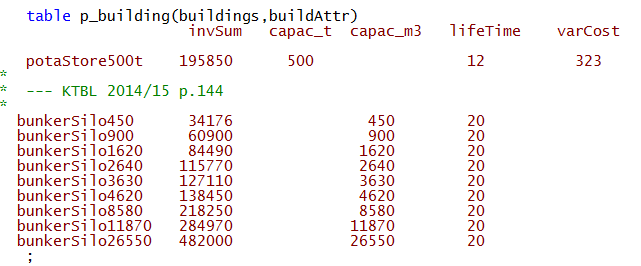 table p_building(buildings,buildAttr)
invSum capac_t capac_m3 lifeTime varCost
potaStore500t 195850 500 12 323
*
* --- KTBL 2014/15 p.144
*
bunkerSilo450 34176 450 20
bunkerSilo900 60900 900 20
bunkerSilo1620 84490 1620 20
bunkerSilo2640 115770 2640 20
bunkerSilo3630 127110 3630 20
bunkerSilo4620 138450 4620 20
bunkerSilo8580 218250 8580 20
bunkerSilo11870 284970 11870 20
bunkerSilo26550 482000 26550 20
;